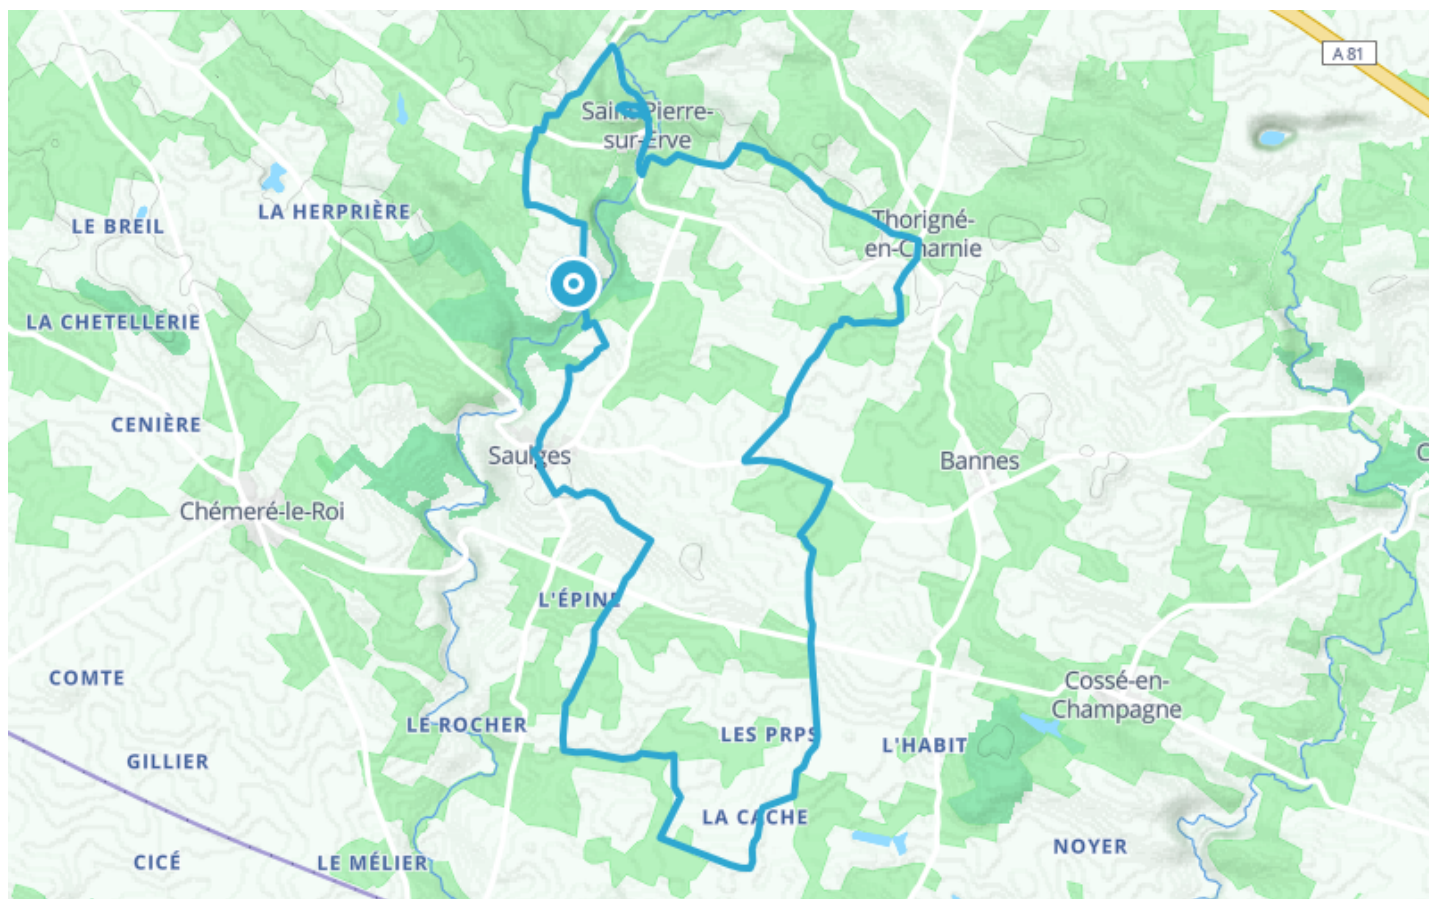 A 81
Saint-Pierre-
sur-Erve
LA HERPRIÈRE
LE BREIL
Thorigné-
en-Charnie
LA CHETELLERIE
CENIÈRE
Saulges
Bannes
C
Chémeré-le-Roi
L'ÉPINE
COMTE
Cossé-en-
Champagne
LE ROCHER
LES PRPS
L'HABIT
GILLIER
LA CACHE
NOYER
CICÉ
LE MÉLIER